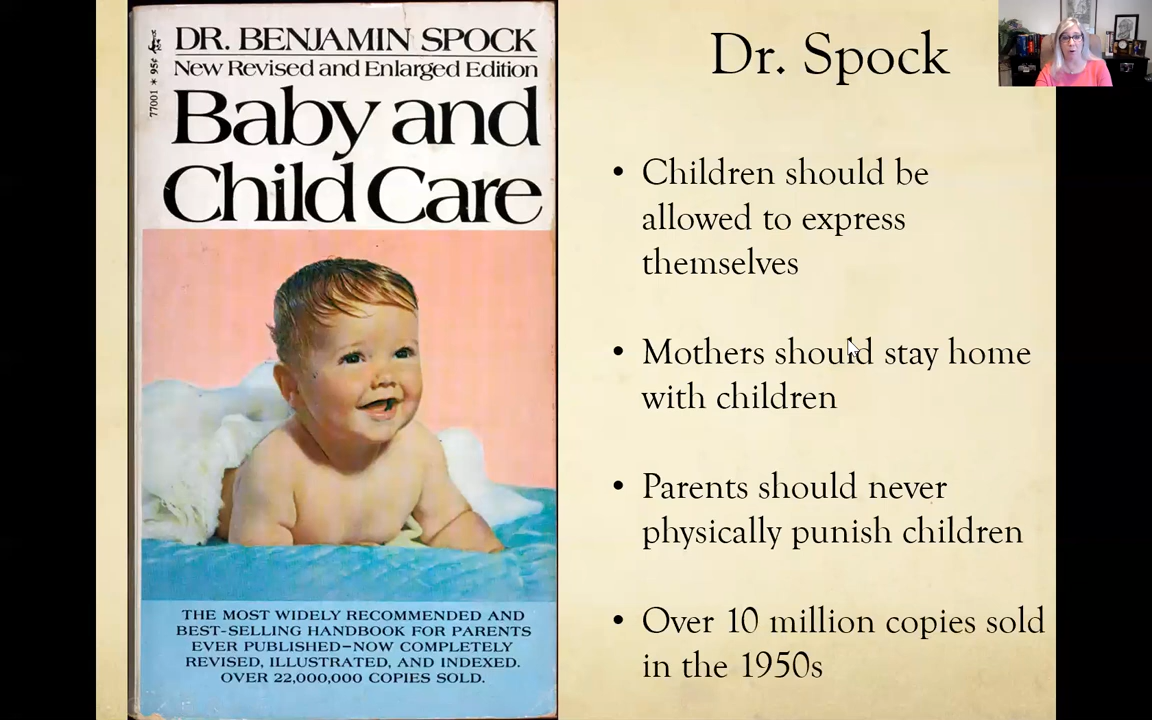 DR. BENJAMIN SPOCK
New Revised and Enlarged Edition
Baby and
Child Care
77001 * 95¢
THE MOST WIDELY RECOMMENDED AND
BEST-SELLING HANDBOOK FOR PARENTS
EVER PUBLISHED—NOW COMPLETELY
REVISED, ILLUSTRATED, AND INDEXED.
OVER 22,000,000 COPIES SOLD.
Dr. Spock
• Children should be
allowed to express
themselves
• Mothers should stay home
with children
• Parents should never
physically punish children
• Over 10 million copies sold
in the 1950s